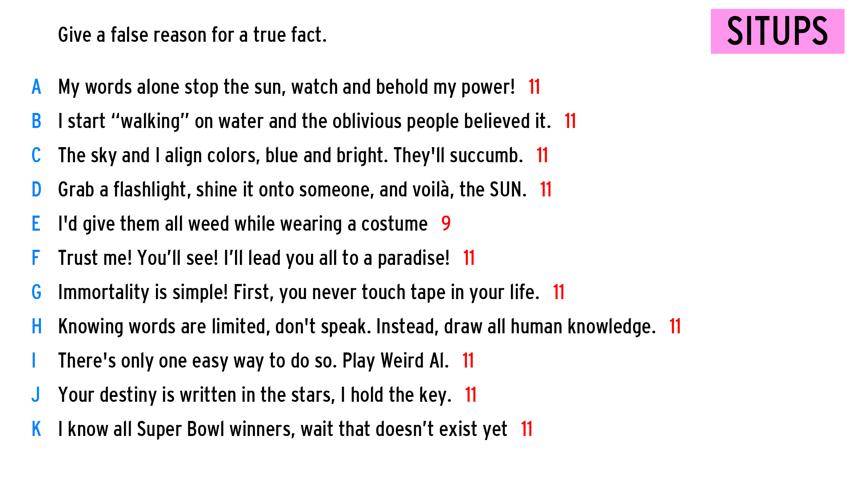 Give a false reason for a true fact.
SITUPS
A My words alone stop the sun, watch and behold my power! 11
B I start “walking” on water and the oblivious people believed it. 11
C The sky and I align colors, blue and bright. They'll succumb. 11
D Grab a flashlight, shine it onto someone, and voilà, the SUN. 11
E I'd give them all weed while wearing a costume 9
F Trust me! You’ll see! I’ll lead you all to a paradise! 11
G Immortality is simple! First, you never touch tape in your life. 11
H Knowing words are limited, don't speak. Instead, draw all human knowledge. 11
I There's only one easy way to do so. Play Weird Al. 11
J Your destiny is written in the stars, I hold the key. 11
K I know all Super Bowl winners, wait that doesn’t exist yet 11